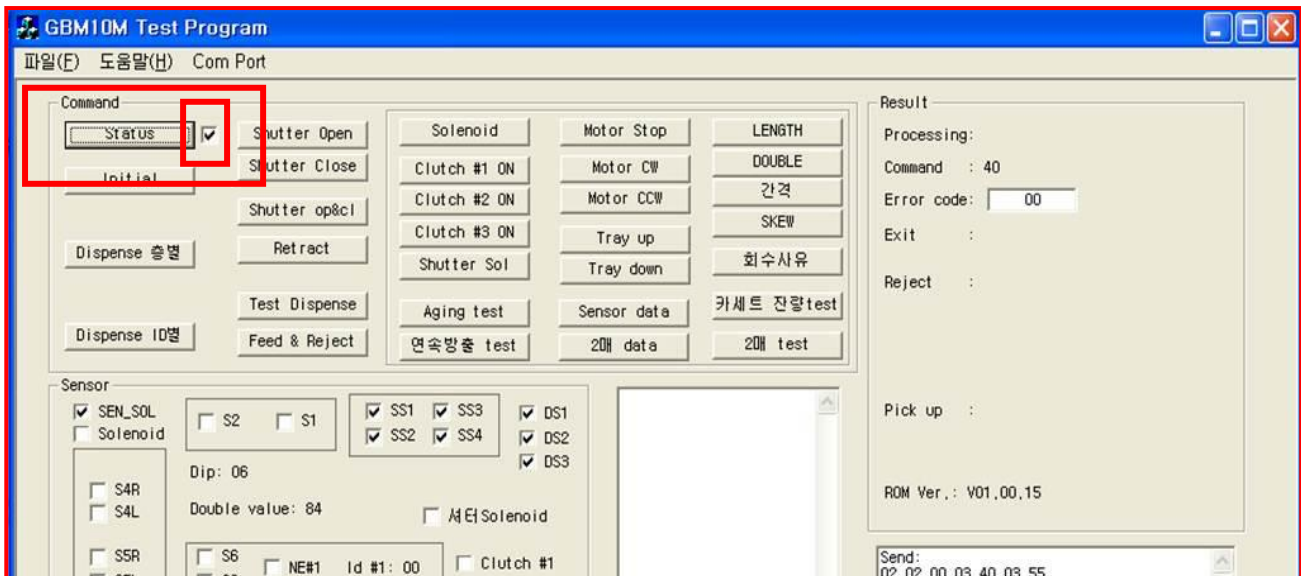 GBM10M Test Program
파일(F) 도움말(H) Com Port
Command
Status
Initial
Dispense 층별
Dispense ID별
Shutter Open
Shutter Close
Shutter op&cl
Retract
Test Dispense
Feed & Reject
Solenoid
Clutch #1 ON
Clutch #2 ON
Clutch #3 ON
Shutter Sol
Aging test
연속방출 test
Motor Stop
Motor CW
Motor CCW
Tray up
Tray down
Sensor data
2매 data
LENGTH
DOUBLE
간격
SKEW
회수사유
카세트 잔량test
2매 test
Result
Processing:
Command : 40
Error code: 00
Exit :
Reject :
Pick up :
ROM Ver.: V01.00.15
Sensor
SEN_SOL
Solenoid
S2 S1
SS1 SS3
SS2 SS4
DS1
DS2
DS3
Dip: 06
Double value: 84
S4R
S4L
셔터Solenoid
S5R
S6
NE#1 Id #1: 00
Clutch #1
Send:
02 02 00 03 40 03 55